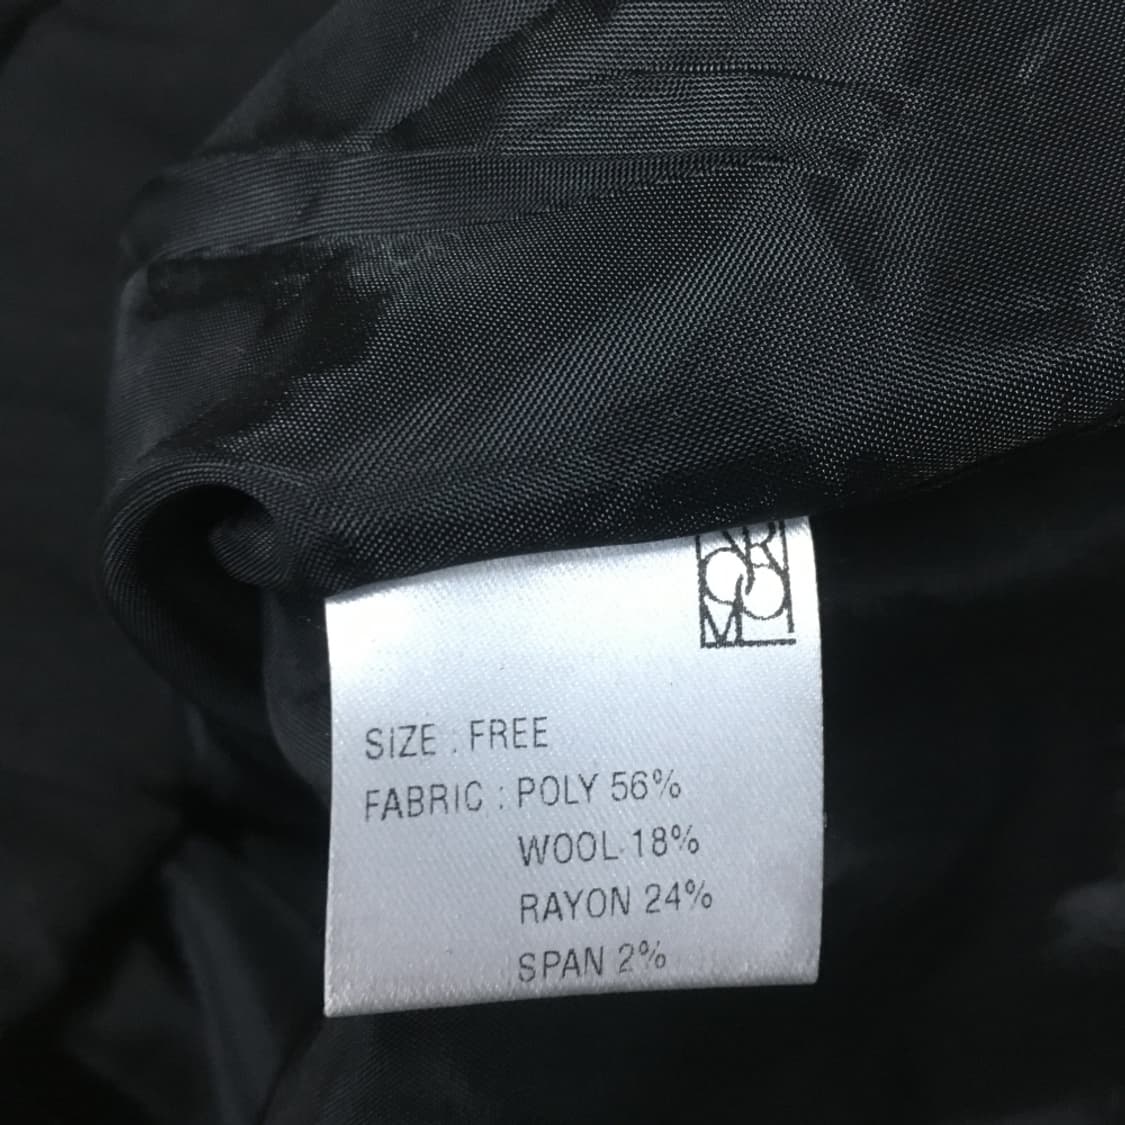 SIZE : FREE
FABRIC : POLY 56%
WOOL 18%
RAYON 24%
SPAN 2%